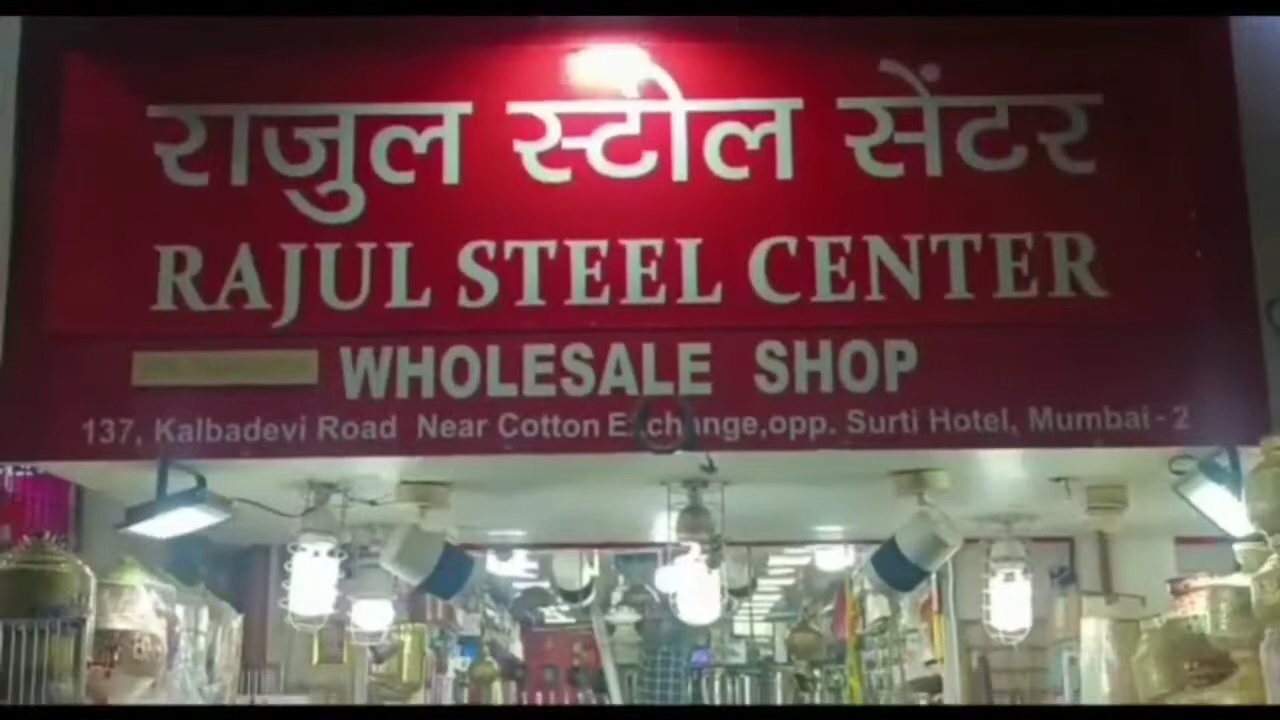 राजुल स्टील सेंटर
RAJUL STEEL CENTER
WHOLESALE SHOP
137, Kalbadevi Road Near Cotton Exchange,opp. Surti Hotel, Mumbai - 2